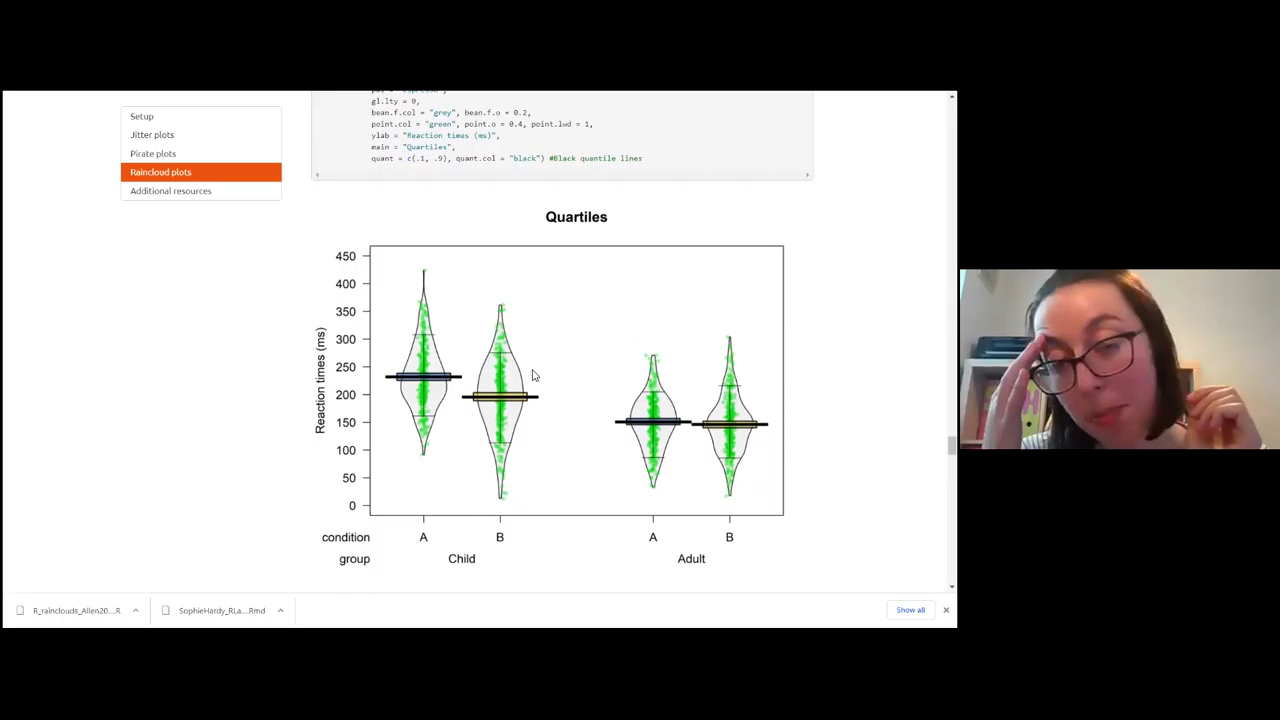 Setup
Jitter plots
Pirate plots
Raincloud plots
Additional resources
gl.lty = 0,
bean.f.col = "grey", bean.f.o = 0.2,
point.col = "green", point.o = 0.4, point.lwd = 1,
ylab = "Reaction times (ms)",
main = "Quartiles",
quant = c(.1, .9), quant.col = "black") #Black quantile lines
Quartiles
Reaction times (ms)
450
400
350
300
250
200
150
100
50
0
condition A B A B
group Child Adult
R_rainclouds_Allen20....R
SophieHardy_RLa....Rmd
Show all